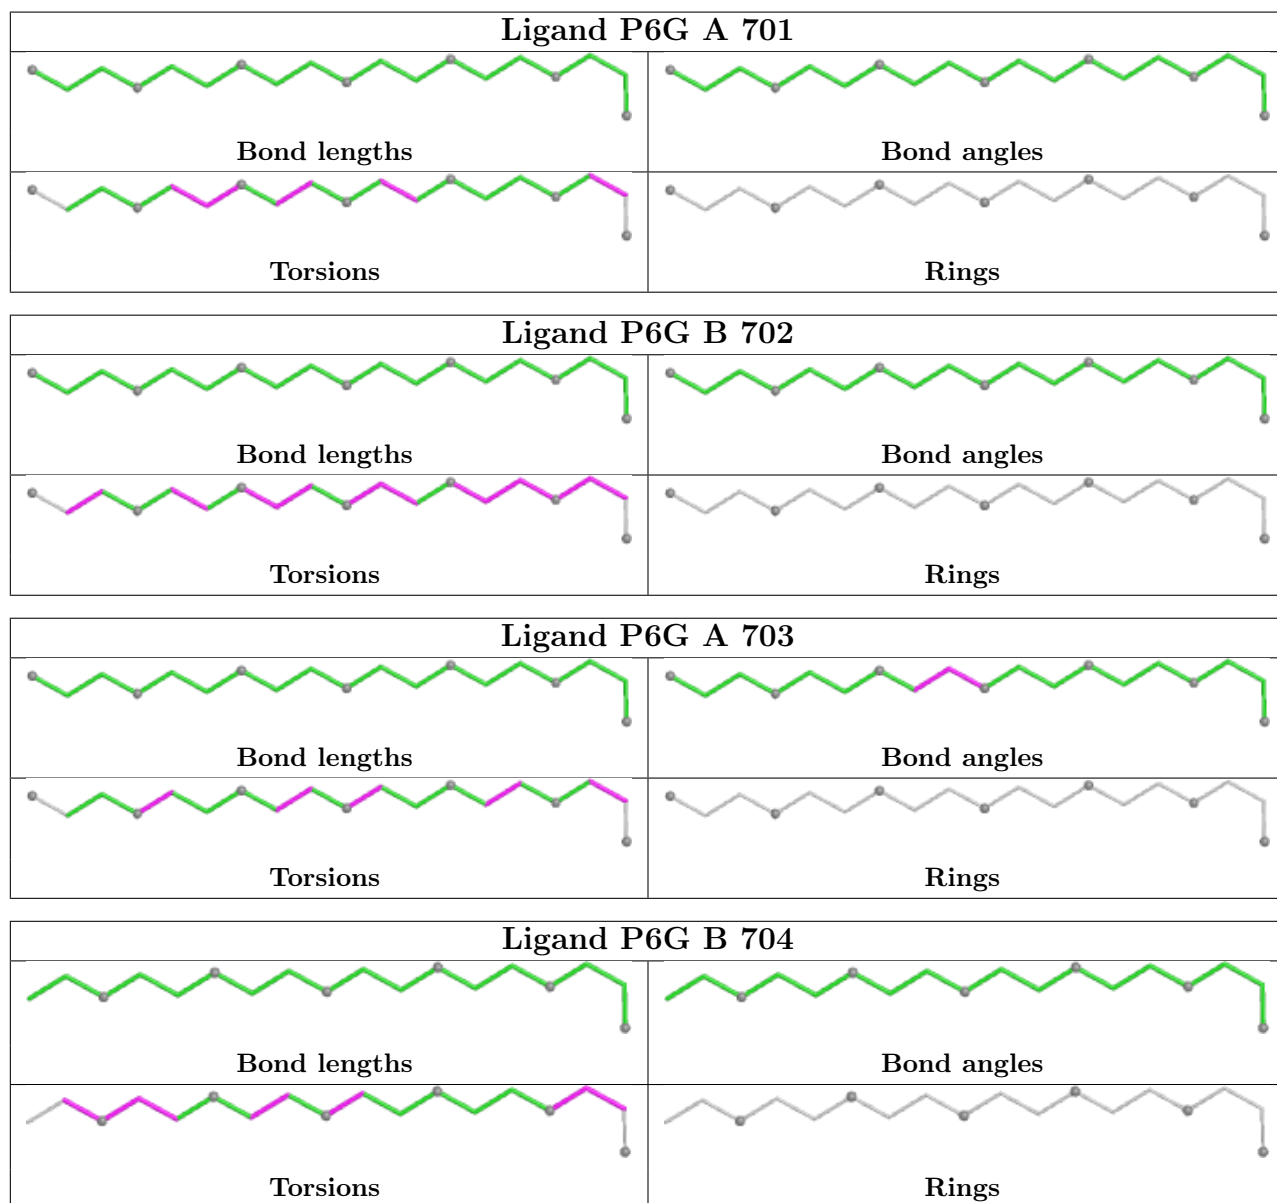 Ligand P6G A 701
Bond lengths
Bond angles
Torsions
Rings
Ligand P6G B 702
Bond lengths
Bond angles
Torsions
Rings
Ligand P6G A 703
Bond lengths
Bond angles
Torsions
Rings
Ligand P6G B 704
Bond lengths
Bond angles
Torsions
Rings